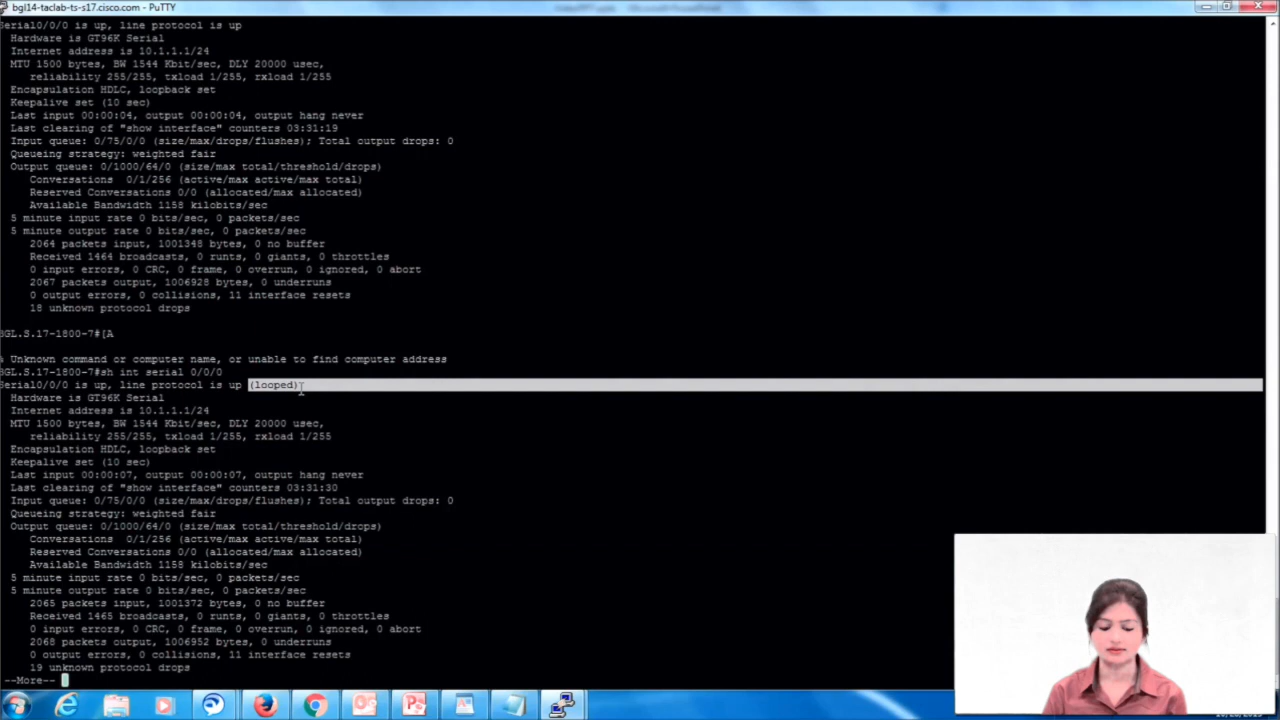 bgl14-taclab-ts-s17.cisco.com - PuTTY
Serial0/0/0 is up, line protocol is up
Hardware is GT96K Serial
Internet address is 10.1.1.1/24
MTU 1500 bytes, BW 1544 Kbit/sec, DLY 20000 usec,
reliability 255/255, txload 1/255, rxload 1/255
Encapsulation HDLC, loopback set
Keepalive set (10 sec)
Last input 00:00:04, output 00:00:04, output hang never
Last clearing of "show interface" counters 03:31:19
Input queue: 0/75/0/0 (size/max/drops/flushes); Total output drops: 0
Queueing strategy: weighted fair
Output queue: 0/1000/64/0 (size/max total/threshold/drops)
Conversations 0/1/256 (active/max active/max total)
Reserved Conversations 0/0 (allocated/max allocated)
Available Bandwidth 1158 kilobits/sec
5 minute input rate 0 bits/sec, 0 packets/sec
5 minute output rate 0 bits/sec, 0 packets/sec
2064 packets input, 1001348 bytes, 0 no buffer
Received 1464 broadcasts, 0 runts, 0 giants, 0 throttles
0 input errors, 0 CRC, 0 frame, 0 overrun, 0 ignored, 0 abort
2067 packets output, 1006928 bytes, 0 underruns
0 output errors, 0 collisions, 11 interface resets
18 unknown protocol drops
BGL.S.17-1800-7#[A
% Unknown command or computer name, or unable to find computer address
BGL.S.17-1800-7#sh int serial 0/0/0
Serial0/0/0 is up, line protocol is up (looped)
Hardware is GT96K Serial
Internet address is 10.1.1.1/24
MTU 1500 bytes, BW 1544 Kbit/sec, DLY 20000 usec,
reliability 255/255, txload 1/255, rxload 1/255
Encapsulation HDLC, loopback set
Keepalive set (10 sec)
Last input 00:00:07, output 00:00:07, output hang never
Last clearing of "show interface" counters 03:31:30
Input queue: 0/75/0/0 (size/max/drops/flushes); Total output drops: 0
Queueing strategy: weighted fair
Output queue: 0/1000/64/0 (size/max total/threshold/drops)
Conversations 0/1/256 (active/max active/max total)
Reserved Conversations 0/0 (allocated/max allocated)
Available Bandwidth 1158 kilobits/sec
5 minute input rate 0 bits/sec, 0 packets/sec
5 minute output rate 0 bits/sec, 0 packets/sec
2065 packets input, 1001372 bytes, 0 no buffer
Received 1465 broadcasts, 0 runts, 0 giants, 0 throttles
0 input errors, 0 CRC, 0 frame, 0 overrun, 0 ignored, 0 abort
2068 packets output, 1006952 bytes, 0 underruns
0 output errors, 0 collisions, 11 interface resets
19 unknown protocol drops
--More--